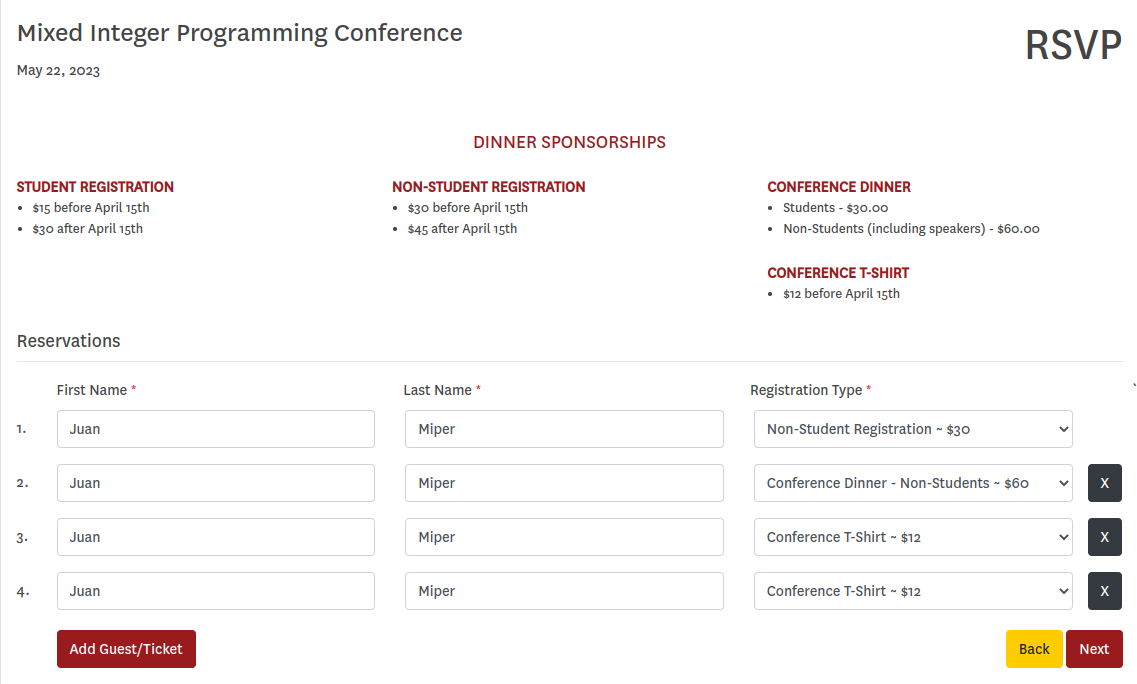 Mixed Integer Programming Conference
RSVP
May 22, 2023
DINNER SPONSORSHIPS
STUDENT REGISTRATION
• $15 before April 15th
• $30 after April 15th
NON-STUDENT REGISTRATION
• $30 before April 15th
• $45 after April 15th
CONFERENCE DINNER
• Students - $30.00
• Non-Students (including speakers) - $60.00
CONFERENCE T-SHIRT
• $12 before April 15th
Reservations
First Name * Last Name * Registration Type *
1. Juan Miper Non-Student Registration ~ $30
2. Juan Miper Conference Dinner - Non-Students ~ $60 X
3. Juan Miper Conference T-Shirt ~ $12 X
4. Juan Miper Conference T-Shirt ~ $12 X
Add Guest/Ticket Back Next